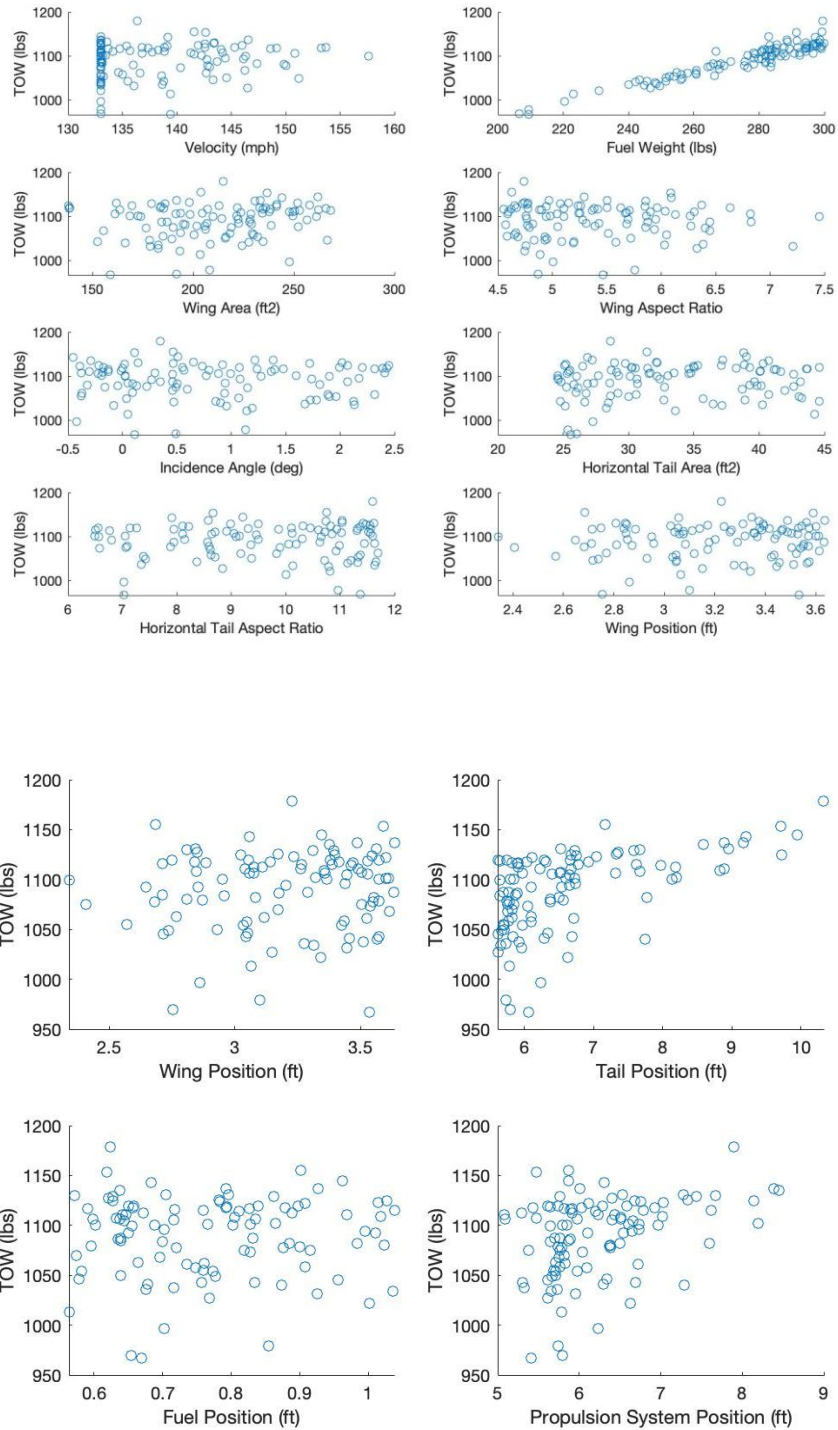 1200
1100
1000
TOW (lbs)
130 135 140 145 150 155 160
Velocity (mph)
1200
1100
1000
TOW (lbs)
200 220 240 260 280 300
Fuel Weight (lbs)
1200
1100
1000
TOW (lbs)
150 200 250 300
Wing Area (ft2)
1200
1100
1000
TOW (lbs)
4.5 5 5.5 6 6.5 7 7.5
Wing Aspect Ratio
1200
1100
1000
TOW (lbs)
-0.5 0 0.5 1 1.5 2 2.5
Incidence Angle (deg)
1200
1100
1000
TOW (lbs)
20 25 30 35 40 45
Horizontal Tail Area (ft2)
1200
1100
1000
TOW (lbs)
6 7 8 9 10 11 12
Horizontal Tail Aspect Ratio
1200
1100
1000
TOW (lbs)
2.4 2.6 2.8 3 3.2 3.4 3.6
Wing Position (ft)
1200
1150
1100
1050
1000
950
TOW (lbs)
2.5 3 3.5
Wing Position (ft)
1200
1150
1100
1050
1000
950
TOW (lbs)
6 7 8 9 10
Tail Position (ft)
1200
1150
1100
1050
1000
950
TOW (lbs)
0.6 0.7 0.8 0.9 1
Fuel Position (ft)
1200
1150
1100
1050
1000
950
TOW (lbs)
5 6 7 8 9
Propulsion System Position (ft)